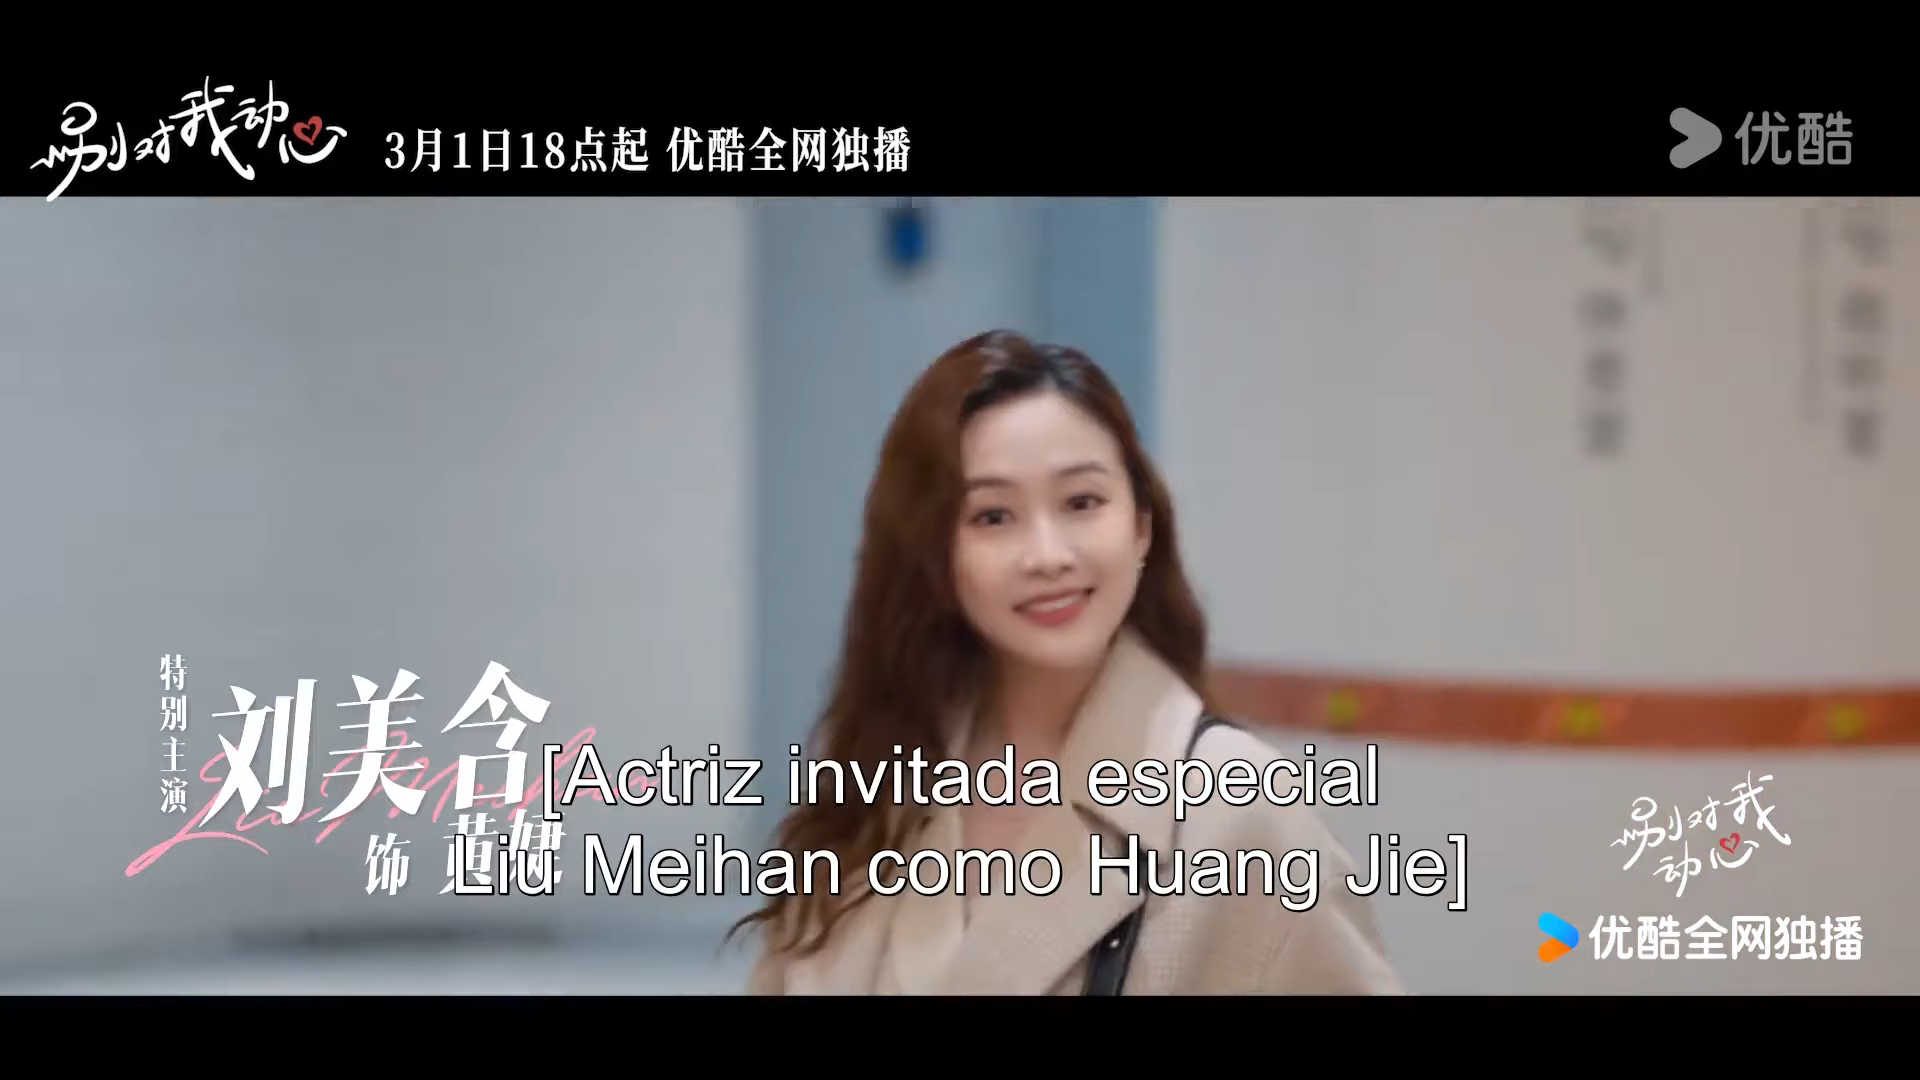 别对我动心
3月1日18点起 优酷全网独播
优酷
特别主演
刘美含
饰 黄婕
[Actriz invitada especial
Liu Meihan como Huang Jie]
别对我
动心
优酷全网独播